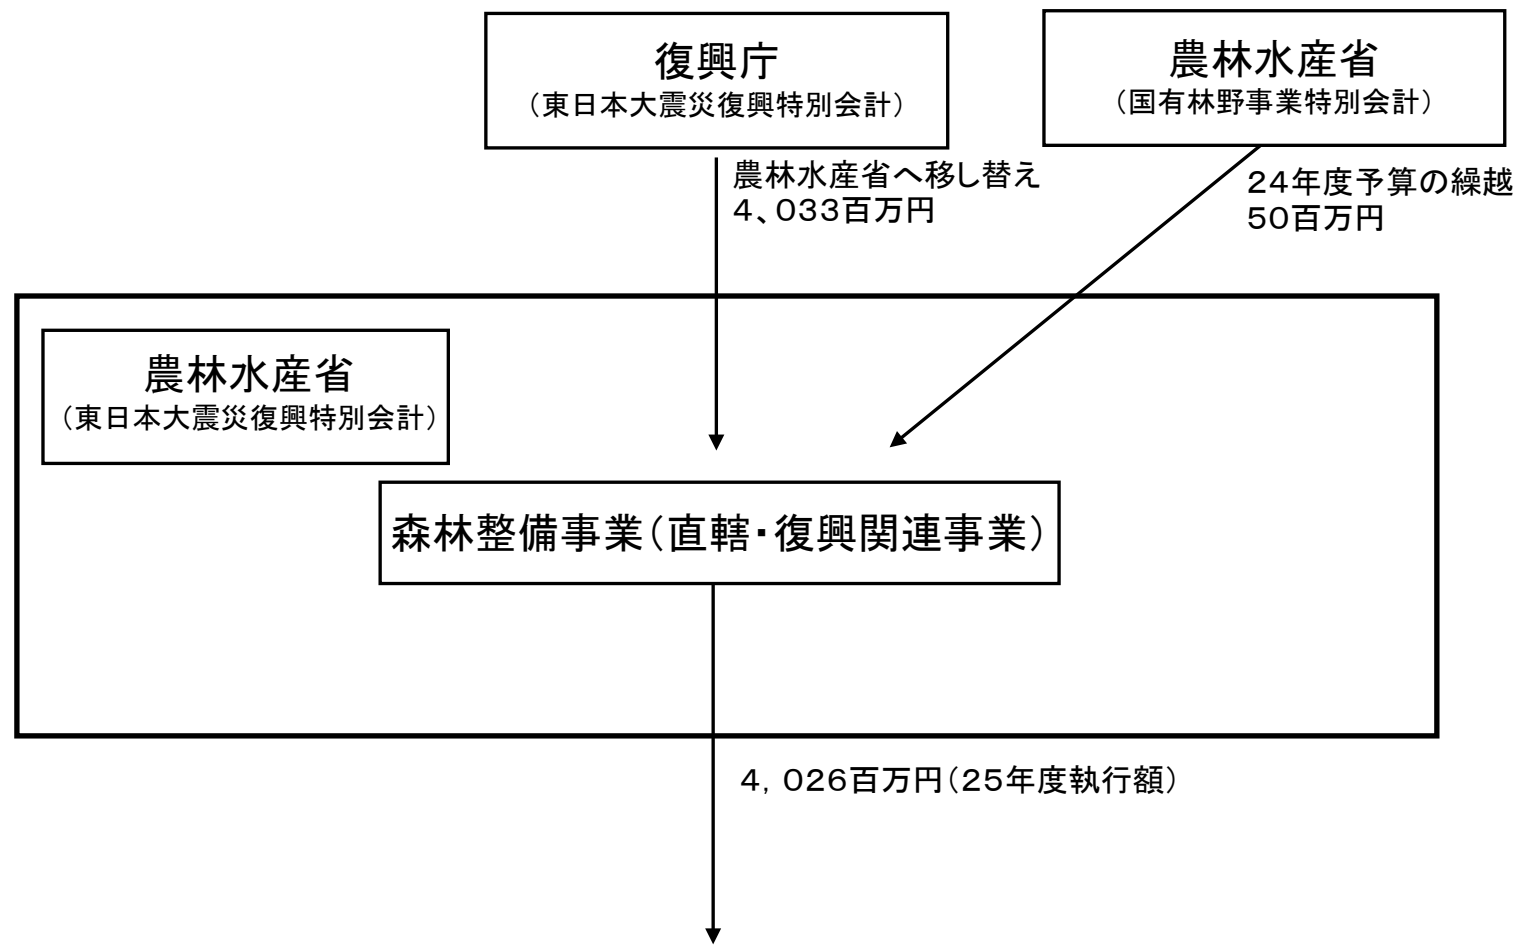 復興庁
（東日本大震災復興特別会計）
農林水産省
（国有林野事業特別会計）
農林水産省へ移し替え
４、０３３百万円
２４年度予算の繰越
５０百万円
農林水産省
（東日本大震災復興特別会計）
森林整備事業（直轄・復興関連事業）
４，０２６百万円（２５年度執行額）